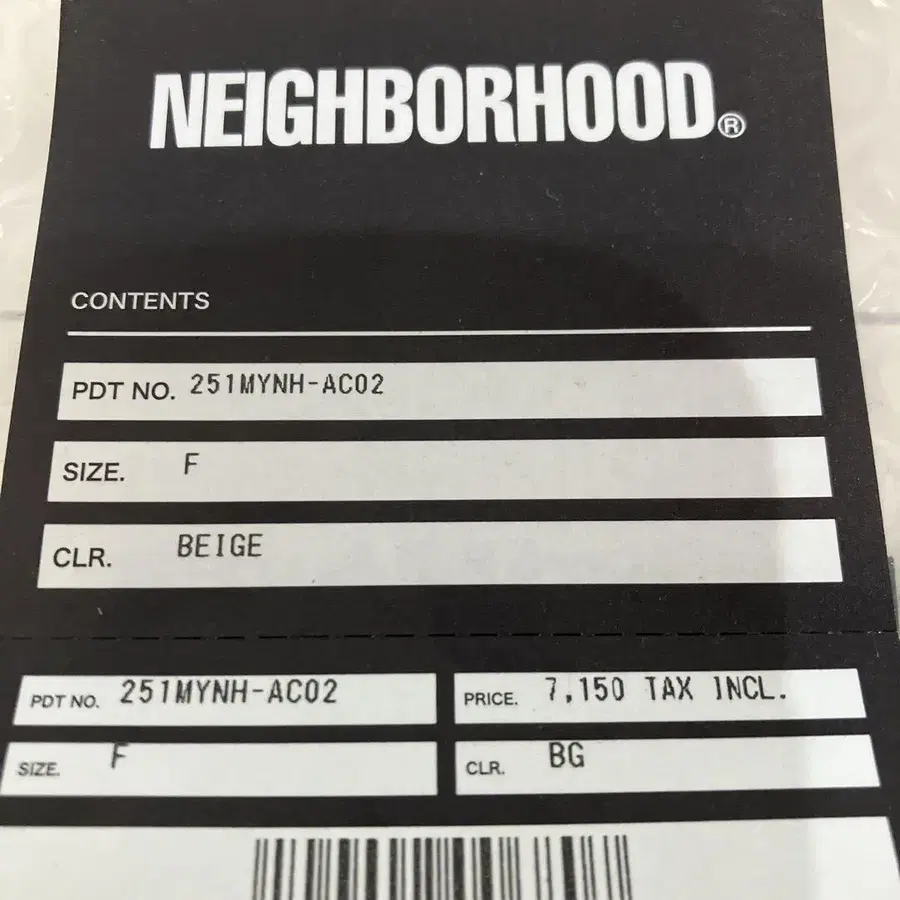 NEIGHBORHOOD®
CONTENTS
PDT NO. 251MYNH-AC02
SIZE. F
CLR. BEIGE
PDT NO. 251MYNH-AC02 PRICE. 7,150 TAX INCL.
SIZE. F CLR. BG